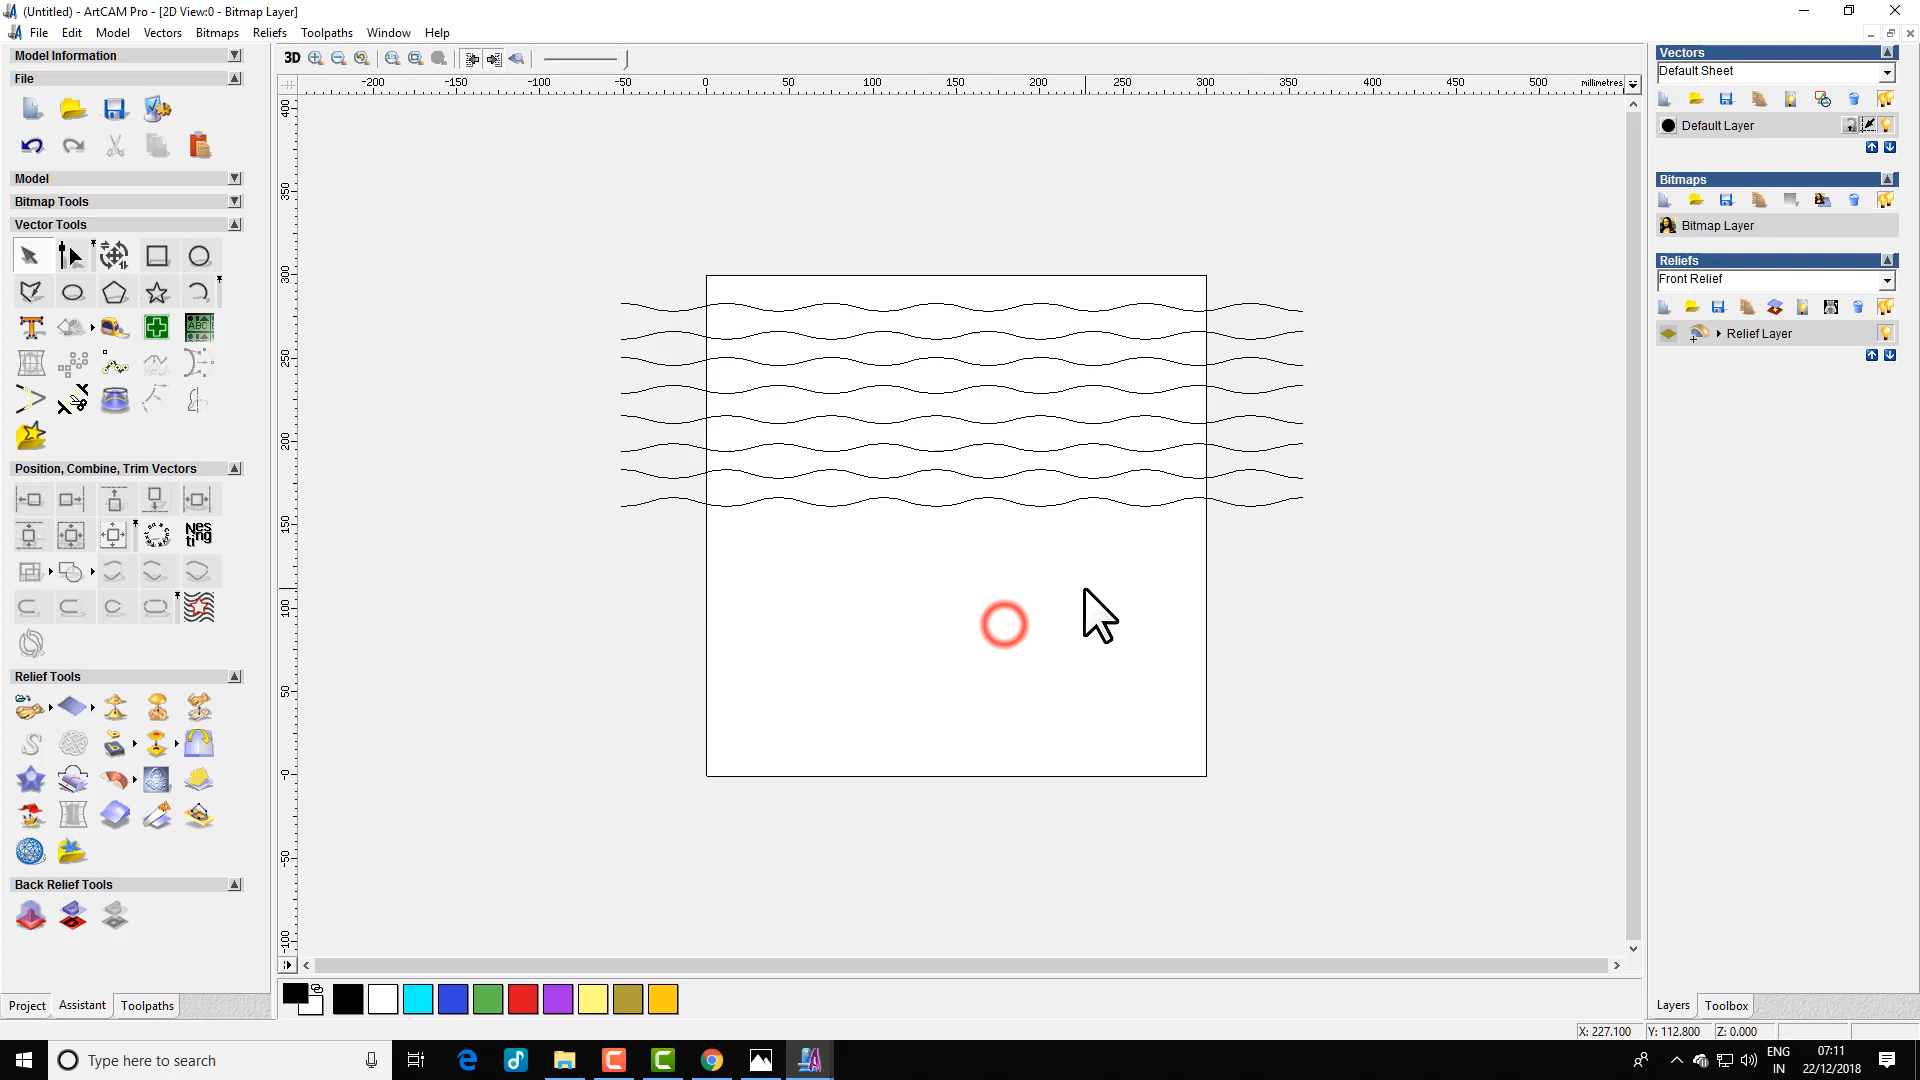 (Untitled) - ArtCAM Pro - [2D View:0 - Bitmap Layer]
File Edit Model Vectors Bitmaps Reliefs Toolpaths Window Help
Model Information
File
Model
Bitmap Tools
Vector Tools
Position, Combine, Trim Vectors
Nes
ting
Relief Tools
Back Relief Tools
Project Assistant Toolpaths
3D
-200 -150 -100 -50 0 50 100 150 200 250 300 350 400 450 500 millimetres
400
350
300
250
200
150
100
50
-0
-50
-100
Vectors
Default Sheet
Default Layer
Bitmaps
Bitmap Layer
Reliefs
Front Relief
Relief Layer
Layers Toolbox
X: 227.100 Y: 112.800 Z: 0.000
Type here to search
ENG
IN
07:11
22/12/2018